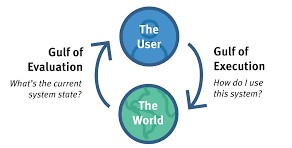 The
User
Gulf of
Evaluation
What's the current
system state?
Gulf of
Execution
How do I use
this system?
The
World